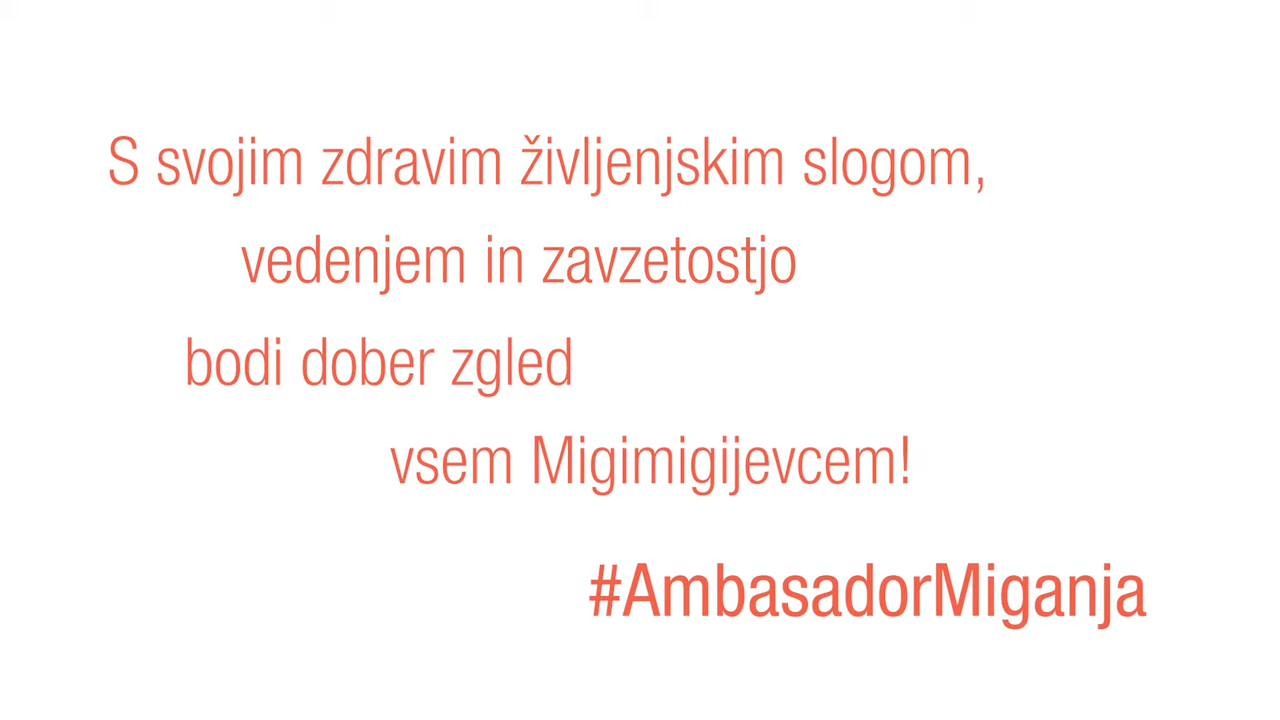 S svojim zdravim življenjskim slogom,
vedenjem in zavzetostjo
bodi dober zgled
vsem Migimigijevcem!
#AmbasadorMiganja